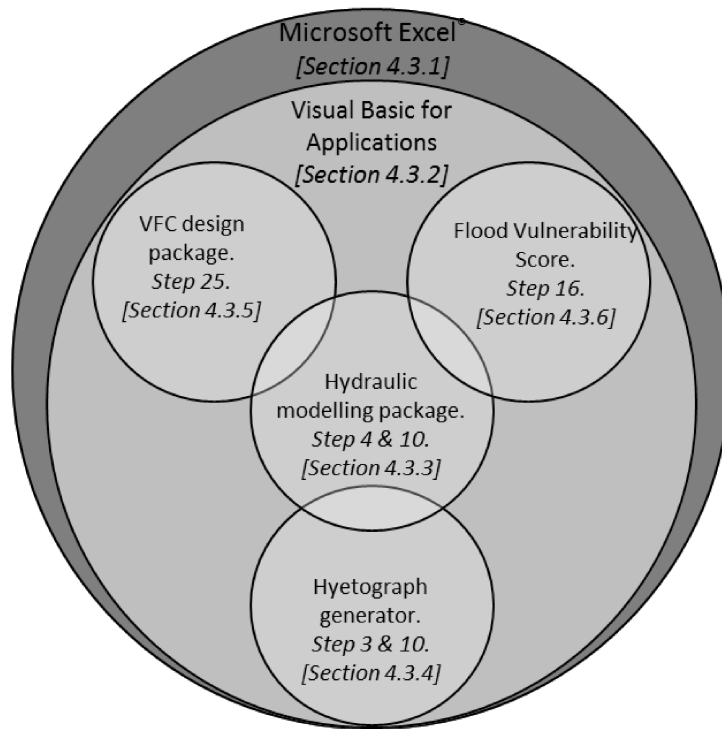 Microsoft Excel®
[Section 4.3.1]
Visual Basic for
Applications
[Section 4.3.2]
VFC design
package.
Step 25.
[Section 4.3.5]
Flood Vulnerability
Score.
Step 16.
[Section 4.3.6]
Hydraulic
modelling package.
Step 4 & 10.
[Section 4.3.3]
Hyetograph
generator.
Step 3 & 10.
[Section 4.3.4]